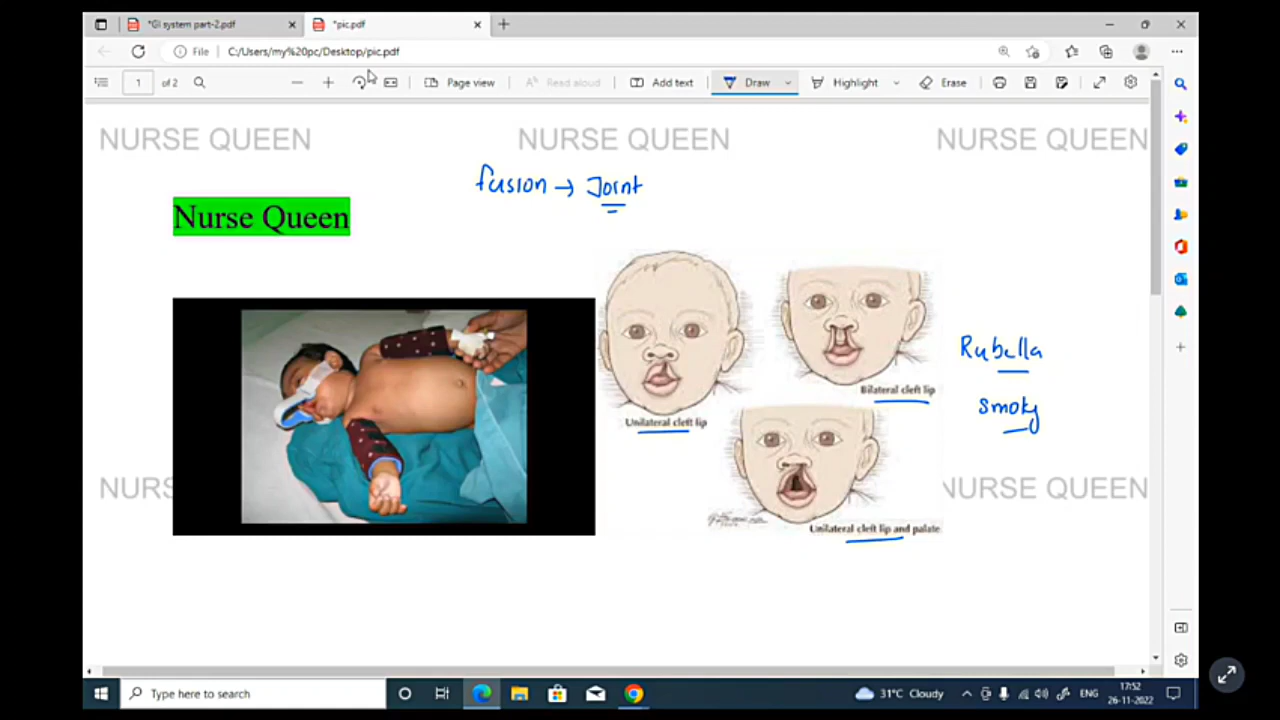 *GI system part-2.pdf
*pic.pdf
File
C:/Users/my%20pc/Desktop/pic.pdf
1 of 2
Page view
Read aloud
Add text
Draw
Highlight
Erase
NURSE QUEEN NURSE QUEEN NURSE QUEEN
fusion → Joint
Nurse Queen
Rubella
Bilateral cleft lip
smoky
Unilateral cleft lip
NURS NURSE QUEEN
Unilateral cleft lip and palate
Type here to search
31°C Cloudy
ENG
17:52
26-11-2022